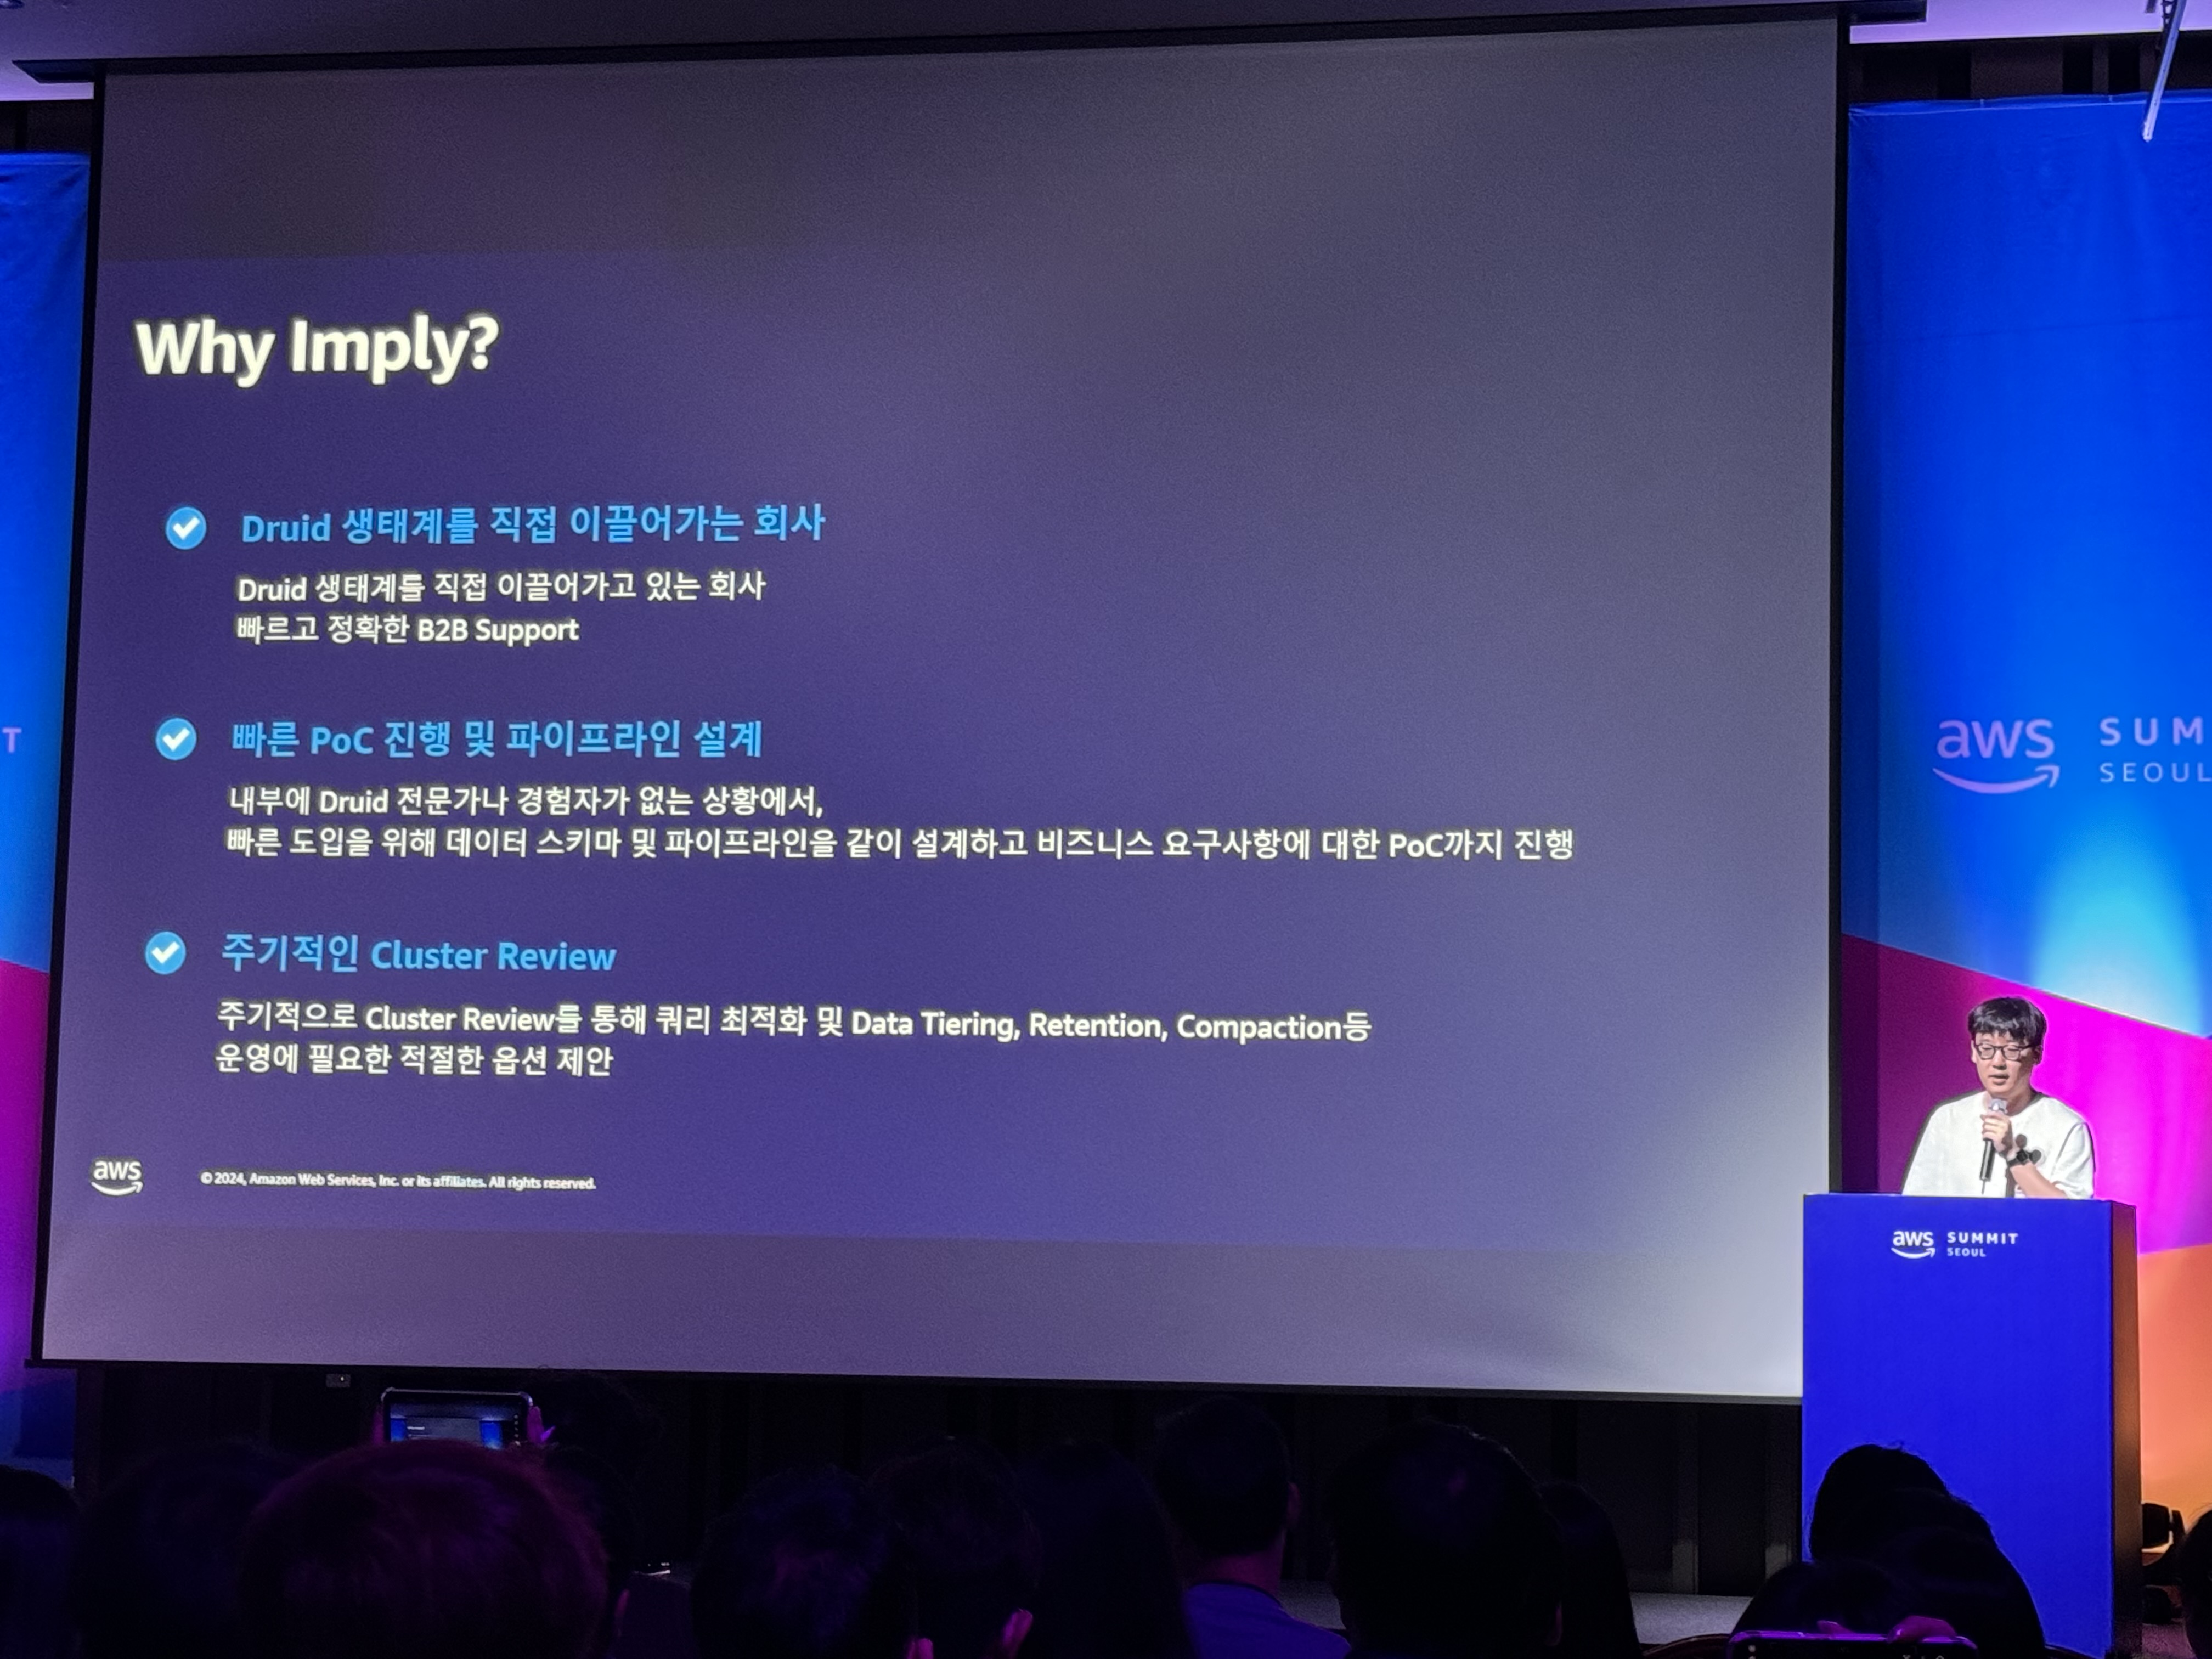 Why Imply?
Druid 생태계를 직접 이끌어가는 회사
Druid 생태계를 직접 이끌어가고 있는 회사
빠르고 정확한 B2B Support
빠른 PoC 진행 및 파이프라인 설계
내부에 Druid 전문가나 경험자가 없는 상황에서,
빠른 도입을 위해 데이터 스키마 및 파이프라인을 같이 설계하고 비즈니스 요구사항에 대한 PoC까지 진행
주기적인 Cluster Review
주기적으로 Cluster Review를 통해 쿼리 최적화 및 Data Tiering, Retention, Compaction등
운영에 필요한 적절한 옵션 제안
aws
© 2024, Amazon Web Services, Inc. or its affiliates. All rights reserved.
T
aws SUM
SEOUL
aws SUMMIT
SEOUL